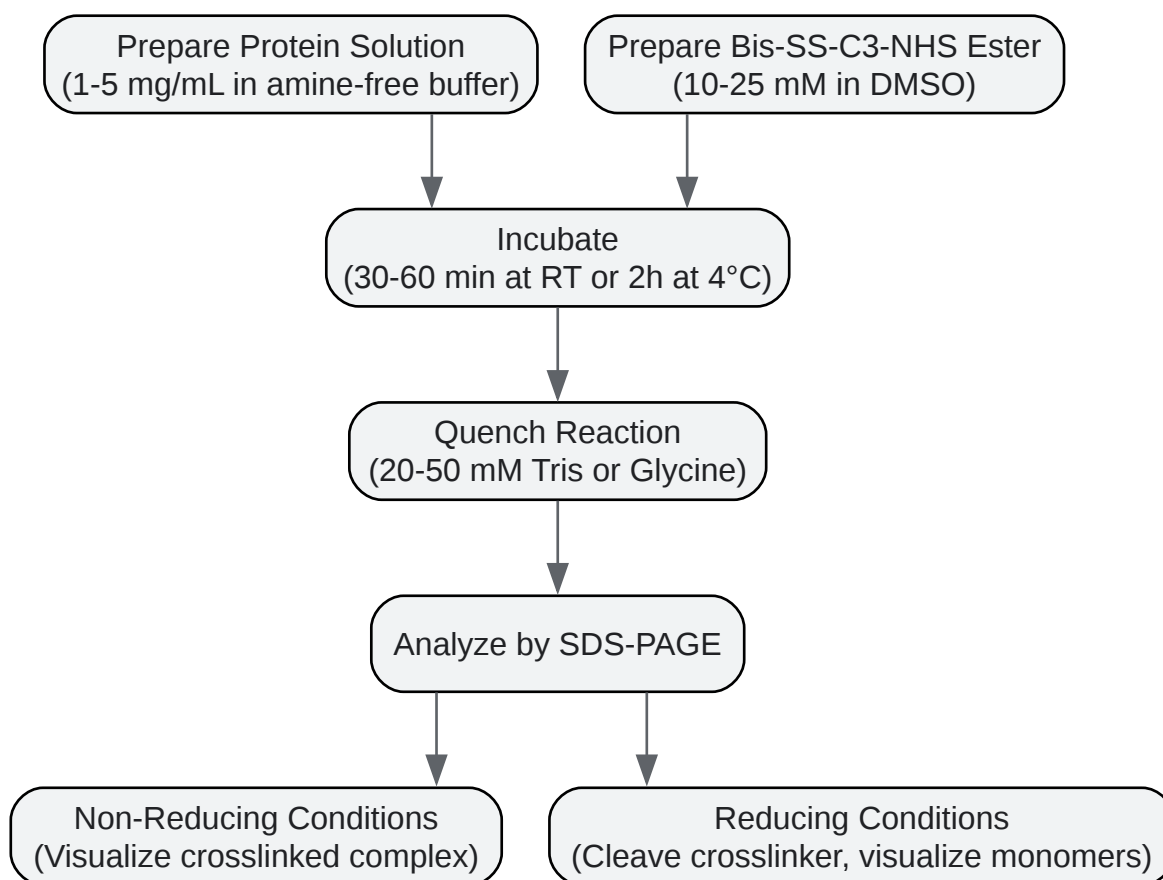 Prepare Protein Solution
(1-5 mg/mL in amine-free buffer)
Prepare Bis-SS-C3-NHS Ester
(10-25 mM in DMSO)
Incubate
(30-60 min at RT or 2h at 4°C)
Quench Reaction
(20-50 mM Tris or Glycine)
Analyze by SDS-PAGE
Non-Reducing Conditions
(Visualize crosslinked complex)
Reducing Conditions
(Cleave crosslinker, visualize monomers)